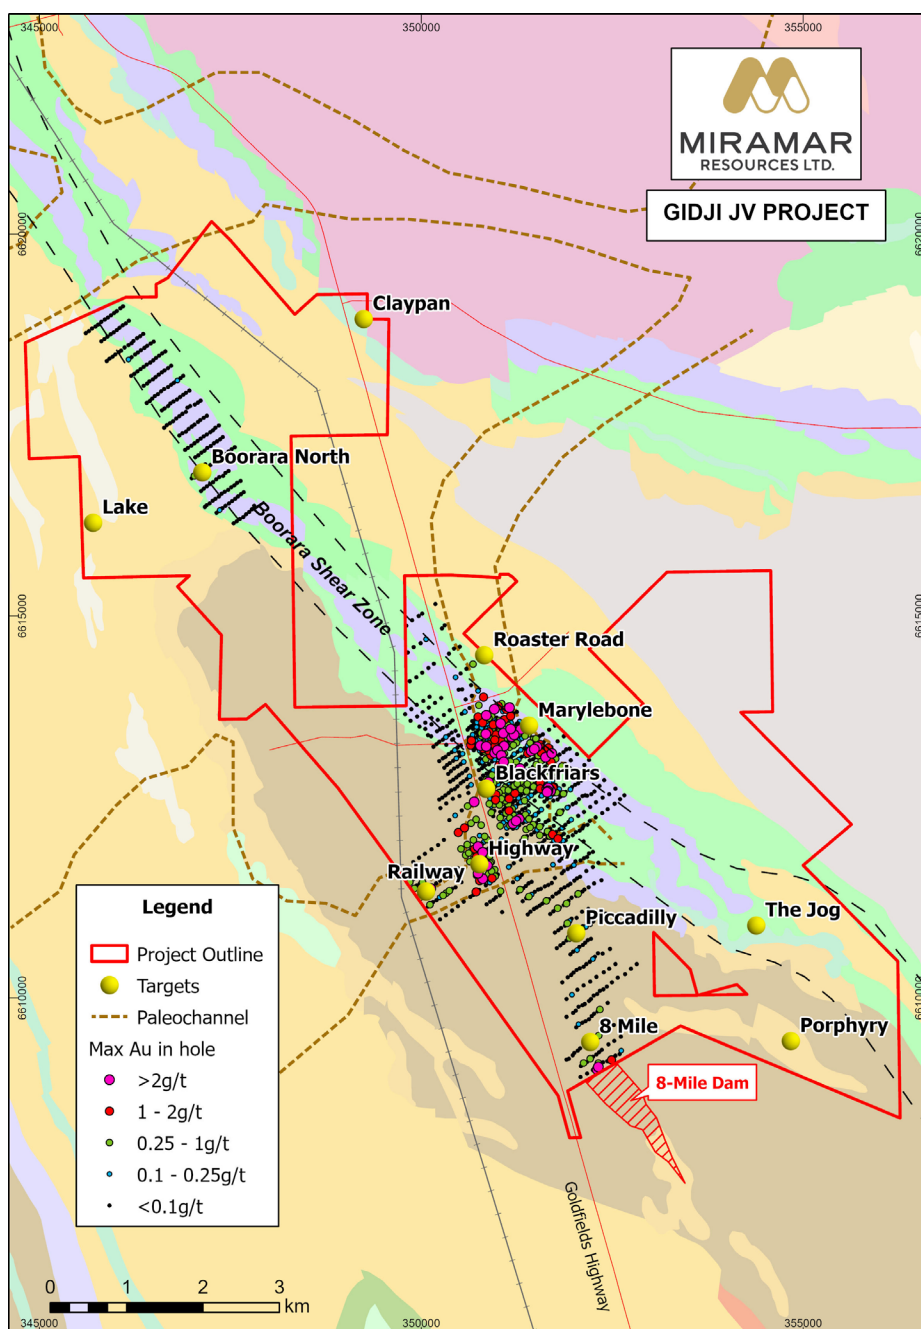 345000
350000
355000
MIRAMAR
RESOURCES LTD.
GIDJI JV PROJECT
6620000
6620000
Claypan
Boorara North
Lake
Boorara Shear Zone
6615000
6615000
Roaster Road
Marylebone
Blackfriars
Highway
Railway
Piccadilly
The Jog
8 Mile
Porphyry
8-Mile Dam
6610000
6610000
Goldfields Highway
Legend
Project Outline
Targets
Paleochannel
Max Au in hole
>2g/t
1 - 2g/t
0.25 - 1g/t
0.1 - 0.25g/t
<0.1g/t
0 1 2 3
km
345000
350000
355000